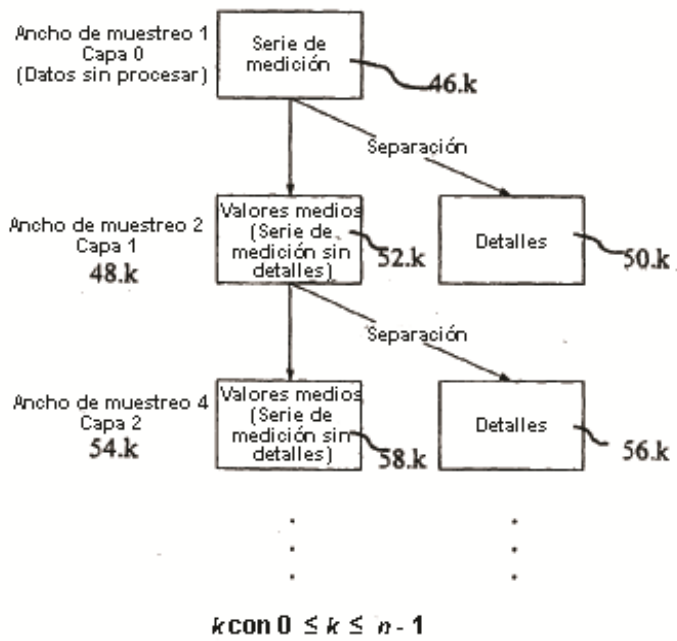 Ancho de muestreo 1
Capa 0
(Datos sin procesar)
Serie de
medición
46.k
Separación
Ancho de muestreo 2
Capa 1
48.k
Valores medios
(Serie de
medición sin
detalles)
52.k
Detalles
50.k
Separación
Ancho de muestreo 4
Capa 2
54.k
Valores medios
(Serie de
medición sin
detalles)
58.k
Detalles
56.k
k con 0 ≤ k ≤ n - 1